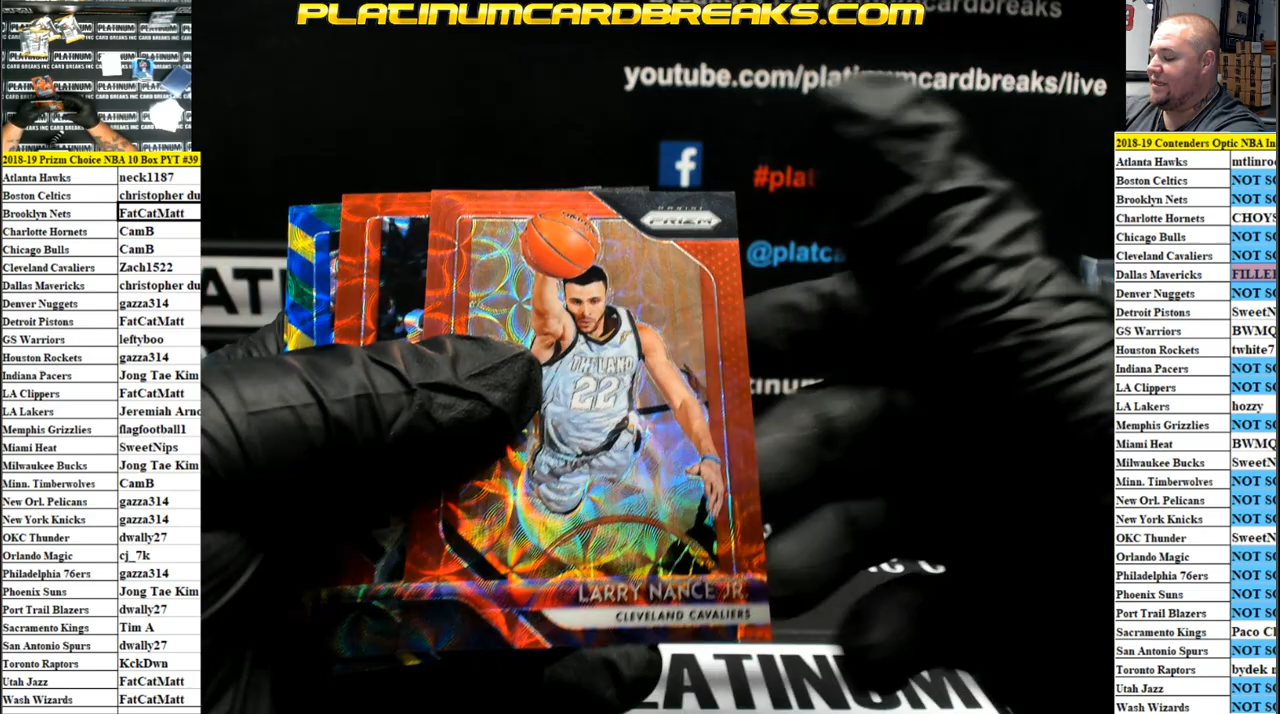 PLATINUMCARDBREAKS.COM
cardbreaks
youtube.com/platinumcardbreaks/live
f
#plat
@platca
PANINI
PRIZM
22
LARRY NANCE JR.
CLEVELAND CAVALIERS
PLATINUM
2018-19 Prizm Choice NBA 10 Box PYT #39
Atlanta Hawks neck1187
Boston Celtics christopher du
Brooklyn Nets FatCatMatt
Charlotte Hornets CamB
Chicago Bulls CamB
Cleveland Cavaliers Zach1522
Dallas Mavericks christopher du
Denver Nuggets gazza314
Detroit Pistons FatCatMatt
GS Warriors leftyboo
Houston Rockets gazza314
Indiana Pacers Jong Tae Kim
LA Clippers FatCatMatt
LA Lakers Jeremiah Arno
Memphis Grizzlies flagfootball1
Miami Heat SweetNips
Milwaukee Bucks Jong Tae Kim
Minn. Timberwolves CamB
New Orl. Pelicans gazza314
New York Knicks gazza314
OKC Thunder dwally27
Orlando Magic cj_7k
Philadelphia 76ers gazza314
Phoenix Suns Jong Tae Kim
Port Trail Blazers dwally27
Sacramento Kings Tim A
San Antonio Spurs dwally27
Toronto Raptors KckDwn
Utah Jazz FatCatMatt
Wash Wizards FatCatMatt
2018-19 Contenders Optic NBA In
Atlanta Hawks mtlinro
Boston Celtics NOT SO
Brooklyn Nets NOT SO
Charlotte Hornets CHOYS
Chicago Bulls NOT SO
Cleveland Cavaliers NOT SO
Dallas Mavericks FILLE
Denver Nuggets NOT SO
Detroit Pistons SweetN
GS Warriors BWMQ
Houston Rockets twhite7
Indiana Pacers NOT SO
LA Clippers NOT SO
LA Lakers hozzy
Memphis Grizzlies NOT SO
Miami Heat BWMQ
Milwaukee Bucks SweetN
Minn. Timberwolves NOT SO
New Orl. Pelicans NOT SO
New York Knicks NOT SO
OKC Thunder SweetN
Orlando Magic NOT SO
Philadelphia 76ers NOT SO
Phoenix Suns NOT SO
Port Trail Blazers NOT SO
Sacramento Kings Paco Cl
San Antonio Spurs NOT SO
Toronto Raptors bydek
Utah Jazz NOT SO
Wash Wizards NOT SO